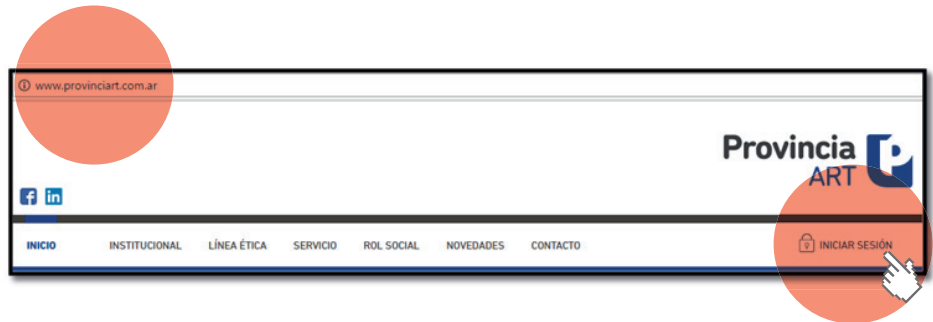 www.provinciart.com.ar
Provincia
ART
INICIO INSTITUCIONAL LÍNEA ÉTICA SERVICIO ROL SOCIAL NOVEDADES CONTACTO INICIAR SESIÓN